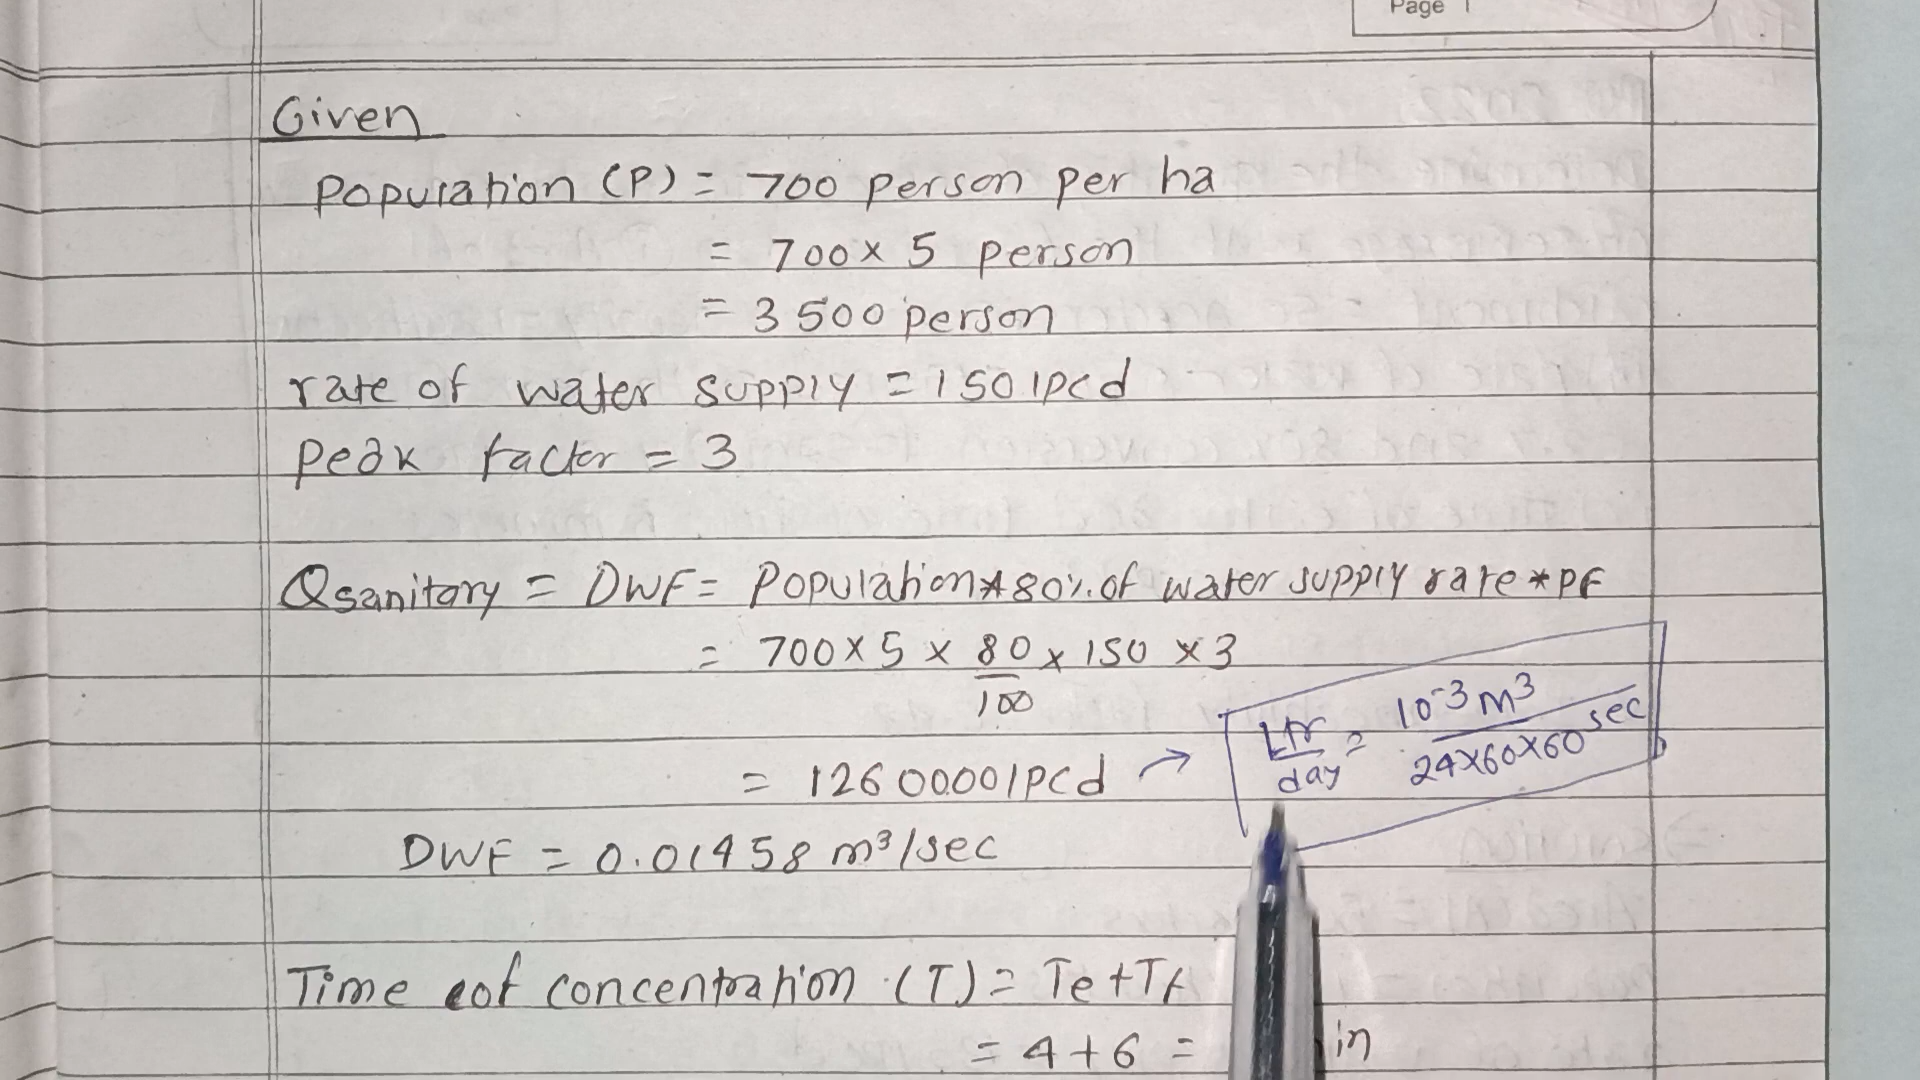 Page 1
Given
Population (P) = 700 person per ha
= 700 x 5 person
= 3500 person
rate of water supply = 150 lpcd
Peak factor = 3
Qsanitary = DWF = Population * 80% of water supply rate * PF
= 700 x 5 x 80/100 x 150 x 3
= 1260000 lpcd → Ltr/day = 10^-3 m^3 / 24x60x60 sec
DWF = 0.01458 m^3/sec
Time of concentration (T) = Te + Tf
= 4 + 6 = in